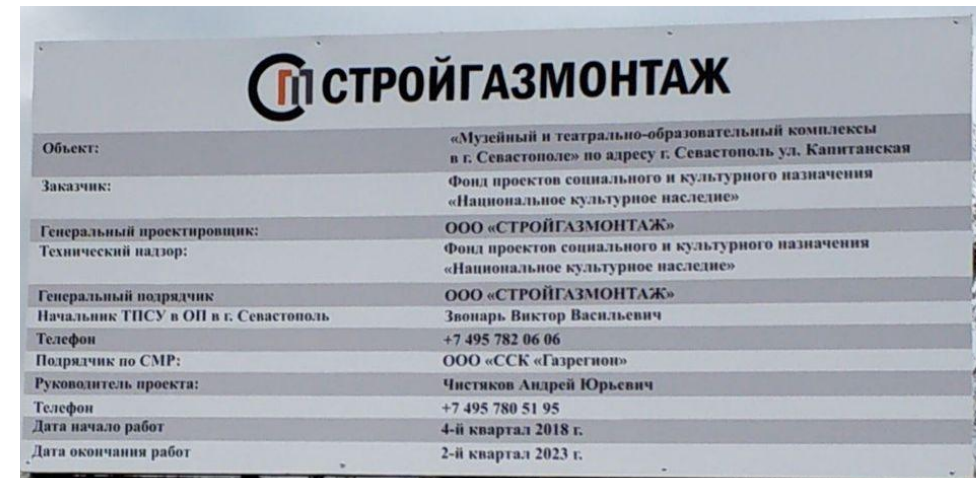 СТРОЙГАЗМОНТАЖ
Объект: «Музейный и театрально-образовательный комплексы
в г. Севастополе» по адресу г. Севастополь ул. Капитанская
Заказчик: Фонд проектов социального и культурного назначения
«Национальное культурное наследие»
Генеральный проектировщик: ООО «СТРОЙГАЗМОНТАЖ»
Технический надзор: Фонд проектов социального и культурного назначения
«Национальное культурное наследие»
Генеральный подрядчик ООО «СТРОЙГАЗМОНТАЖ»
Начальник ТПСУ в ОП в г. Севастополь Звонарь Виктор Васильевич
Телефон +7 495 782 06 06
Подрядчик по СМР: ООО «ССК «Газрегион»
Руководитель проекта: Чистяков Андрей Юрьевич
Телефон +7 495 780 51 95
Дата начало работ 4-й квартал 2018 г.
Дата окончания работ 2-й квартал 2023 г.